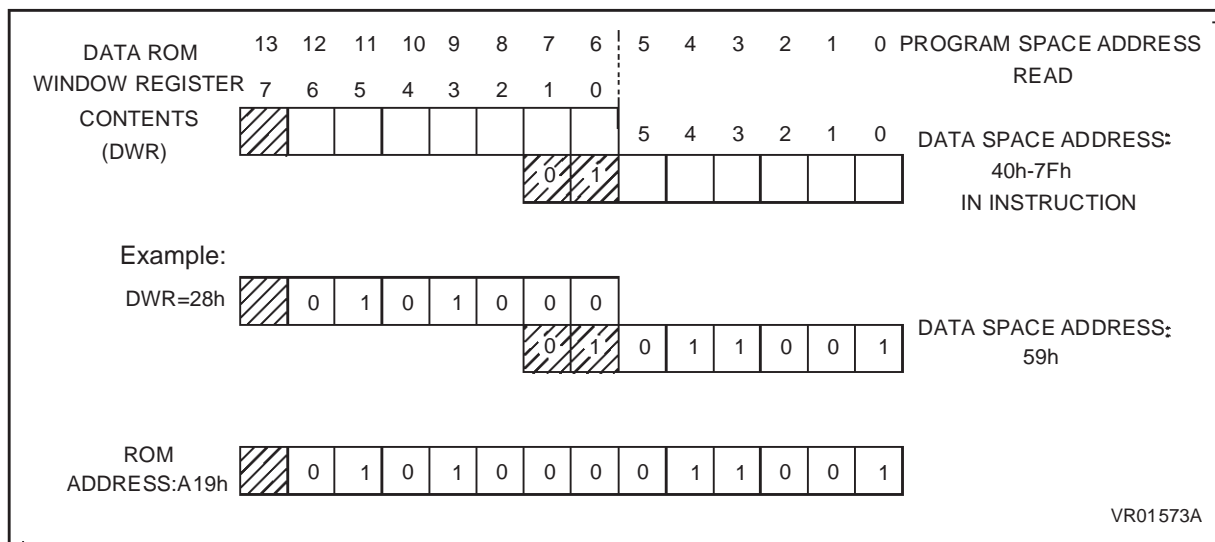 DATA ROM 13 12 11 10 9 8 7 6 5 4 3 2 1 0 PROGRAM SPACE ADDRESS
WINDOW REGISTER 7 6 5 4 3 2 1 0 READ
CONTENTS
(DWR)
5 4 3 2 1 0 DATA SPACE ADDRESS:
0 1 40h-7Fh
IN INSTRUCTION
Example:
DWR=28h 0 1 0 1 0 0 0
0 1 0 1 1 0 0 1 DATA SPACE ADDRESS:
59h
ROM
ADDRESS:A19h 0 1 0 1 0 0 0 0 1 1 0 0 1
VR01573A